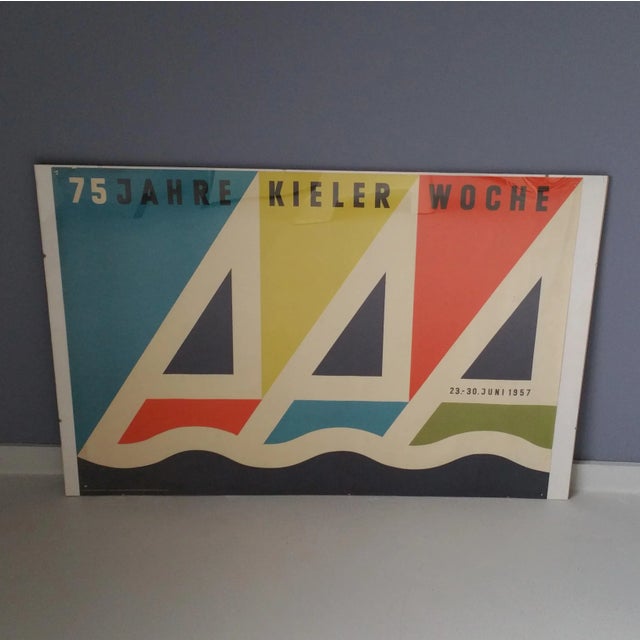 75 JAHRE KIELER WOCHE
23.-30. JUNI 1957